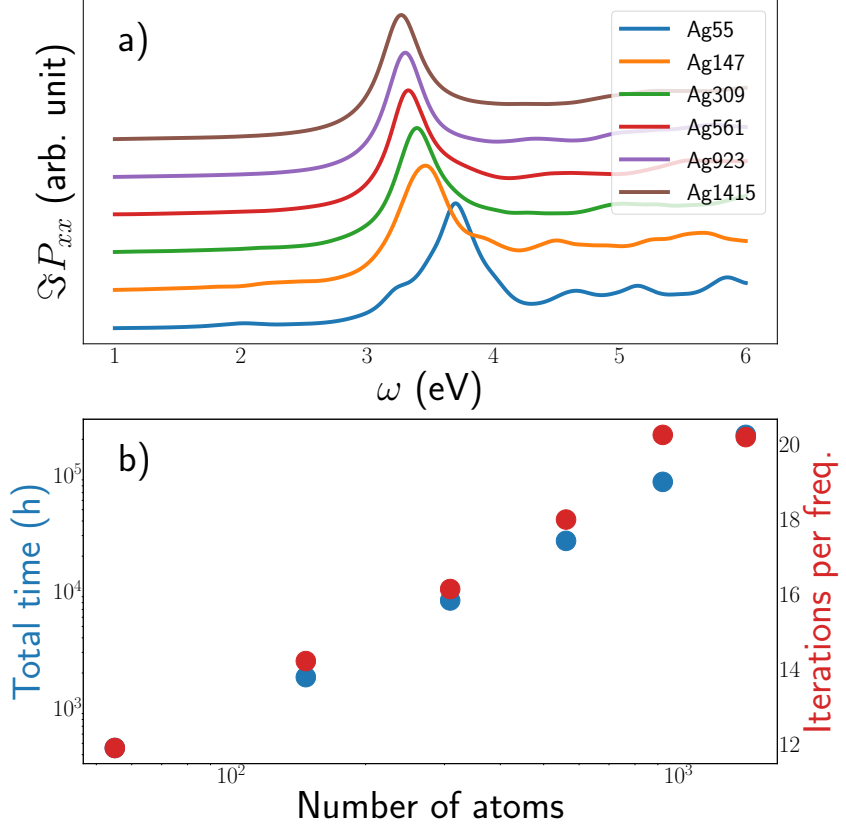 a)
Ag55
Ag147
Ag309
Ag561
Ag923
Ag1415
ℑP_{xx} (arb. unit)
1 2 3 4 5 6
ω (eV)
b)
Total time (h)
10^5
10^4
10^3
20
18
16
14
12
Iterations per freq.
10^2 10^3
Number of atoms